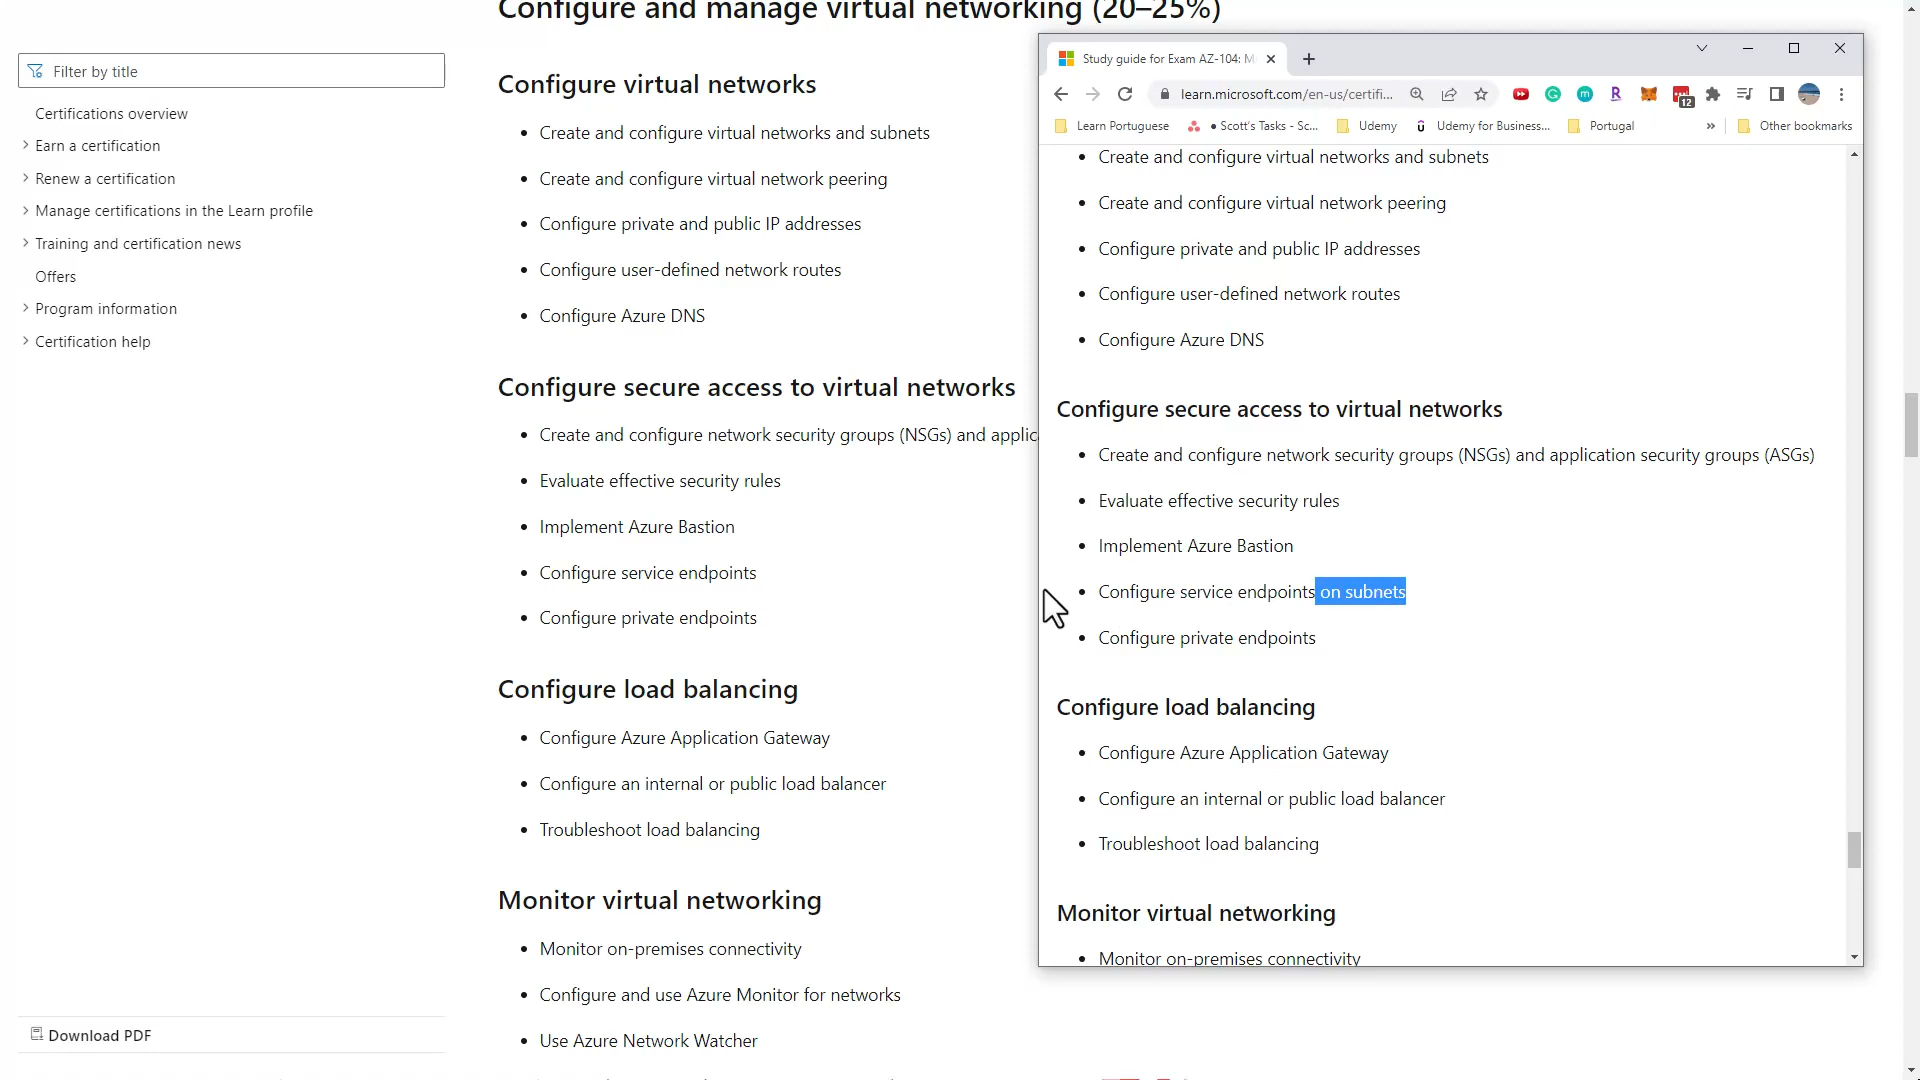 Configure and manage virtual networking (20–25%)
Filter by title
Certifications overview
Earn a certification
Renew a certification
Manage certifications in the Learn profile
Training and certification news
Offers
Program information
Certification help
Download PDF
Configure virtual networks
Create and configure virtual networks and subnets
Create and configure virtual network peering
Configure private and public IP addresses
Configure user-defined network routes
Configure Azure DNS
Configure secure access to virtual networks
Create and configure network security groups (NSGs) and applic
Evaluate effective security rules
Implement Azure Bastion
Configure service endpoints
Configure private endpoints
Configure load balancing
Configure Azure Application Gateway
Configure an internal or public load balancer
Troubleshoot load balancing
Monitor virtual networking
Monitor on-premises connectivity
Configure and use Azure Monitor for networks
Use Azure Network Watcher
Study guide for Exam AZ-104: M
learn.microsoft.com/en-us/certifi...
12
Learn Portuguese
• Scott's Tasks - Sc...
Udemy
Udemy for Business...
Portugal
»
Other bookmarks
Create and configure virtual networks and subnets
Create and configure virtual network peering
Configure private and public IP addresses
Configure user-defined network routes
Configure Azure DNS
Configure secure access to virtual networks
Create and configure network security groups (NSGs) and application security groups (ASGs)
Evaluate effective security rules
Implement Azure Bastion
Configure service endpoints on subnets
Configure private endpoints
Configure load balancing
Configure Azure Application Gateway
Configure an internal or public load balancer
Troubleshoot load balancing
Monitor virtual networking
Monitor on-premises connectivity